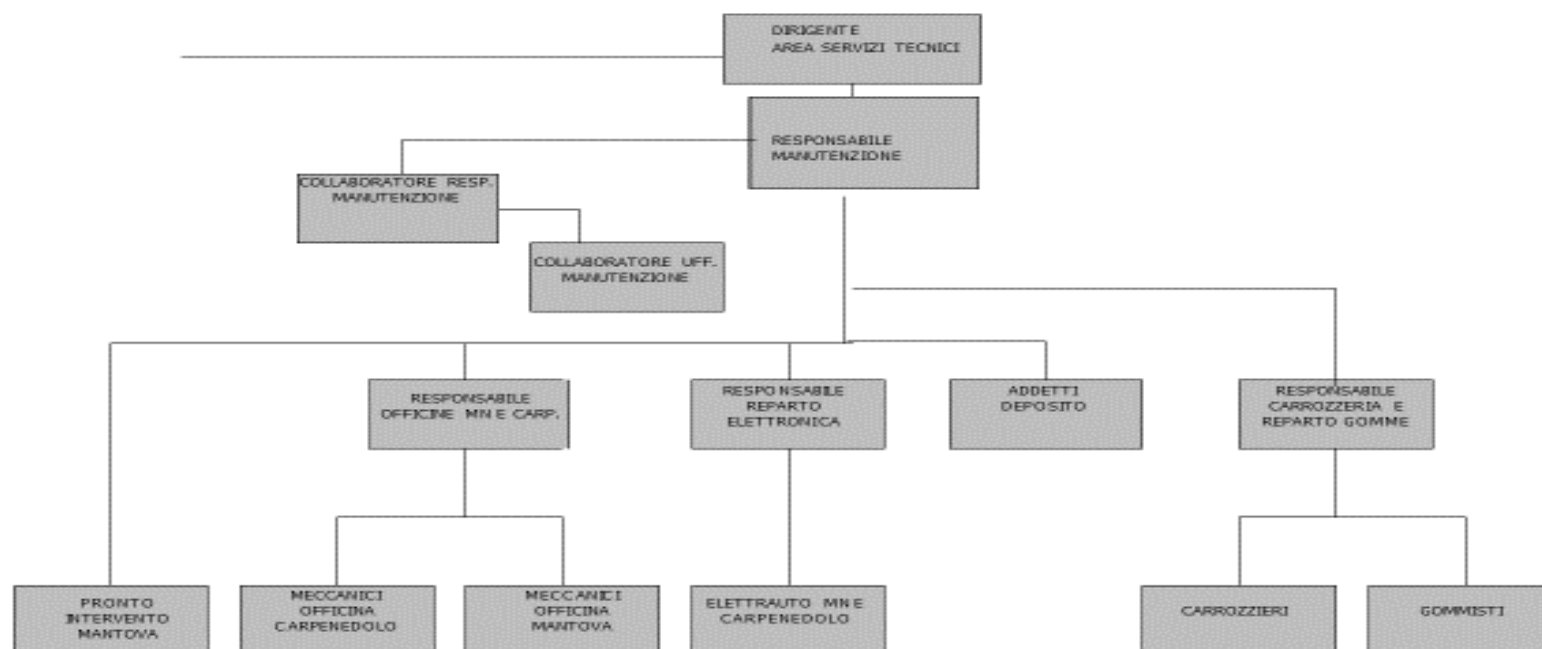 DIRIGENTE
AREA SERVIZI TECNICI
RESPONSABILE
MANUTENZIONE
COLLABORATORE RESP.
MANUTENZIONE
COLLABORATORE UFF.
MANUTENZIONE
RESPONSABILE
OFFICINE MN E CARP.
RESPONSABILE
REPARTO
ELETTRONICA
ADDETTI
DEPOSITO
RESPONSABILE
CARROZZERIA E
REPARTO GOMME
PRONTO
INTERVENTO
MANTOVA
MECCANICI
OFFICINA
CARPENEDOLO
MECCANICI
OFFICINA
MANTOVA
ELETTRAUTO MN E
CARPENEDOLO
CARROZZIERI
GOMMISTI